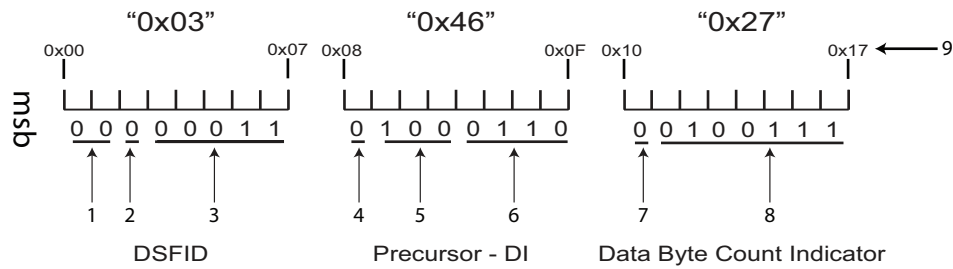 “0x03” “0x46” “0x27”
0x00 0x07 0x08 0x0F 0x10 0x17 9
msb
0 0 0 0 0 0 1 1 0 1 0 0 0 1 1 0 0 0 1 0 0 1 1 1
1 2 3 4 5 6 7 8
DSFID Precursor - DI Data Byte Count Indicator